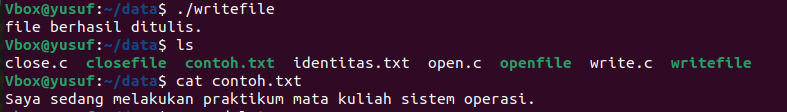 Vbox@yusuf:~/data$ ./writefile
file berhasil ditulis.
Vbox@yusuf:~/data$ ls
close.c  closefile  contoh.txt  identitas.txt  open.c  openfile  write.c  writefile
Vbox@yusuf:~/data$ cat contoh.txt
Saya sedang melakukan praktikum mata kuliah sistem operasi.